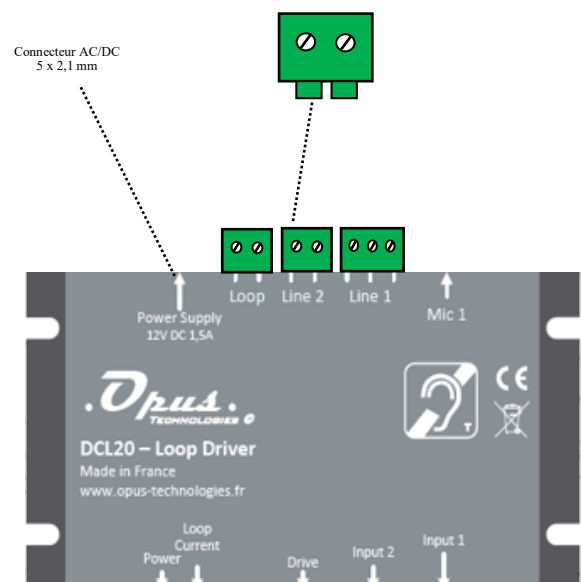 Connecteur AC/DC
5 x 2,1 mm
Loop Line 2 Line 1
Power Supply
12V DC 1,5A
Mic 1
.Opus.
TECHNOLOGIES ©
CE
T
DCL20 – Loop Driver
Made in France
www.opus-technologies.fr
Loop
Current
Power
Drive
Input 2
Input 1